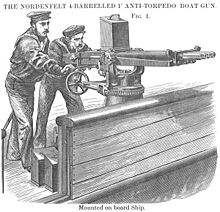 THE NORDENFELT 4-BARRELLED 1" ANTI-TORPEDO BOAT GUN.
FIG. 1.
Mounted on board Ship.